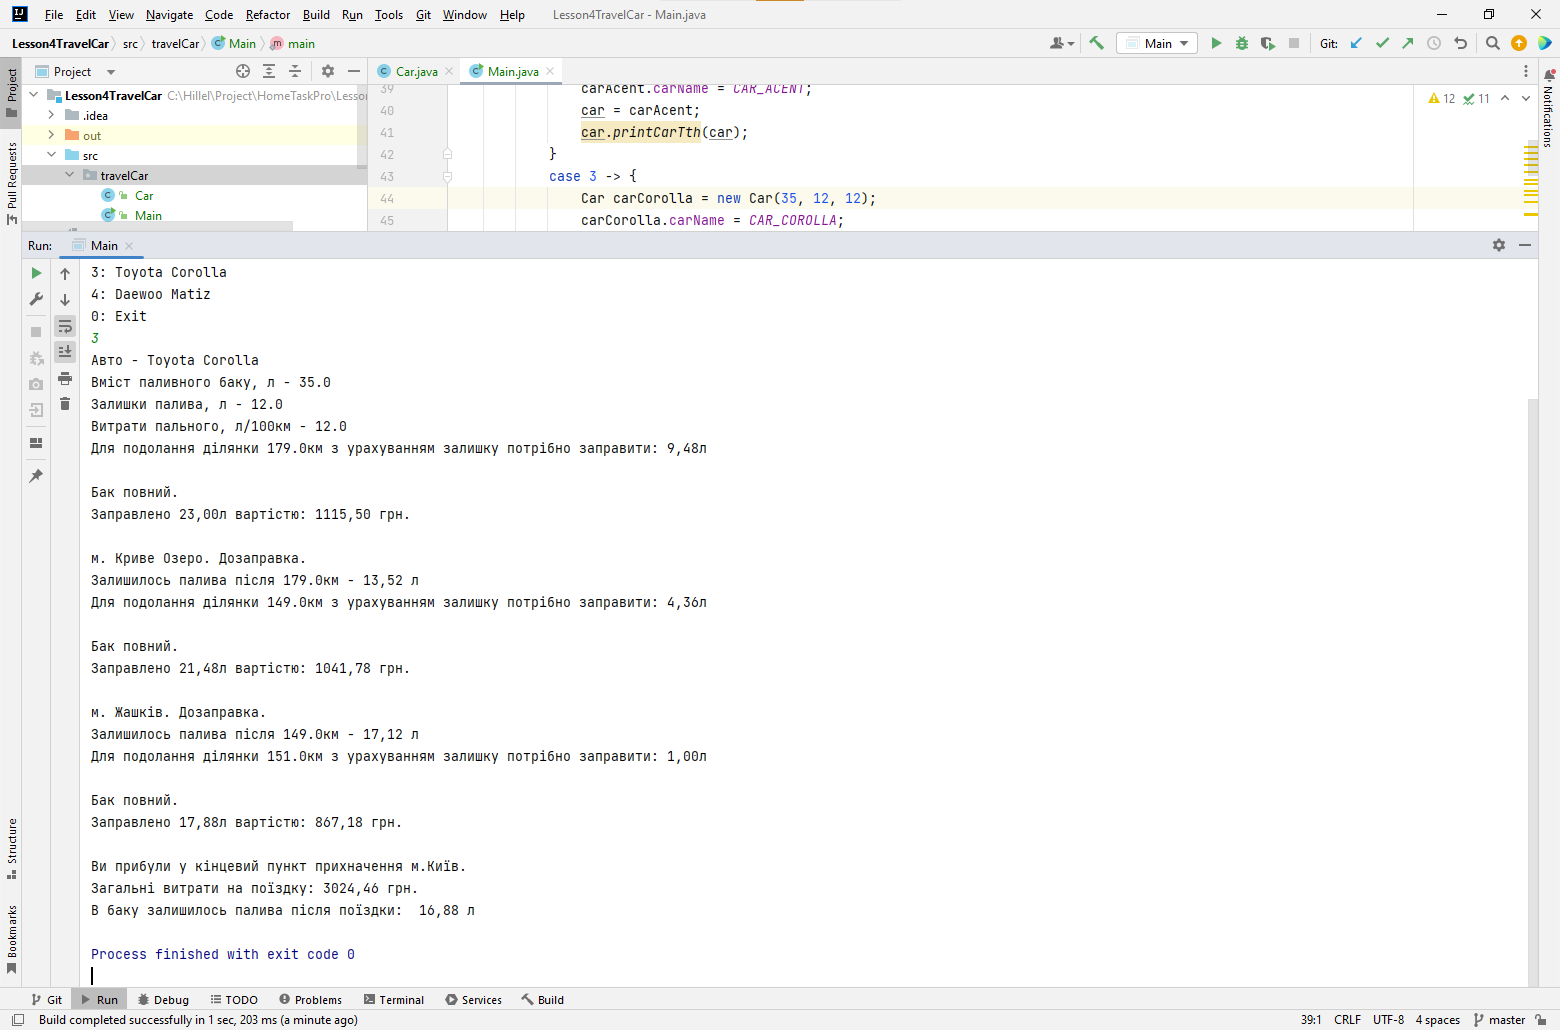 File Edit View Navigate Code Refactor Build Run Tools Git Window Help Lesson4TravelCar - Main.java
Lesson4TravelCar src travelCar Main main Main Git:
Project Car.java Main.java
Lesson4TravelCar C:\Hillel\Project\HomeTaskPro\Lesson
.idea
out
src
travelCar
Car
Main
39 carAcent.carName = CAR_ACENT;
40 car = carAcent;
41 car.printCarTth(car);
42 }
43 case 3 -> {
44 Car carCorolla = new Car(35, 12, 12);
45 carCorolla.carName = CAR_COROLLA;
12 11
Project
Pull Requests
Structure
Bookmarks
Notifications
Run: Main
3: Toyota Corolla
4: Daewoo Matiz
0: Exit
3
Авто - Toyota Corolla
Вміст паливного баку, л - 35.0
Залишки палива, л - 12.0
Витрати пального, л/100км - 12.0
Для подолання ділянки 179.0км з урахуванням залишку потрібно заправити: 9,48л
Бак повний.
Заправлено 23,00л вартістю: 1115,50 грн.
м. Криве Озеро. Дозаправка.
Залишилось палива після 179.0км - 13,52 л
Для подолання ділянки 149.0км з урахуванням залишку потрібно заправити: 4,36л
Бак повний.
Заправлено 21,48л вартістю: 1041,78 грн.
м. Жашків. Дозаправка.
Залишилось палива після 149.0км - 17,12 л
Для подолання ділянки 151.0км з урахуванням залишку потрібно заправити: 1,00л
Бак повний.
Заправлено 17,88л вартістю: 867,18 грн.
Ви прибули у кінцевий пункт прихначення м.Київ.
Загальні витрати на поїздку: 3024,46 грн.
В баку залишилось палива після поїздки:  16,88 л
Process finished with exit code 0
Git Run Debug TODO Problems Terminal Services Build
Build completed successfully in 1 sec, 203 ms (a minute ago) 39:1 CRLF UTF-8 4 spaces master